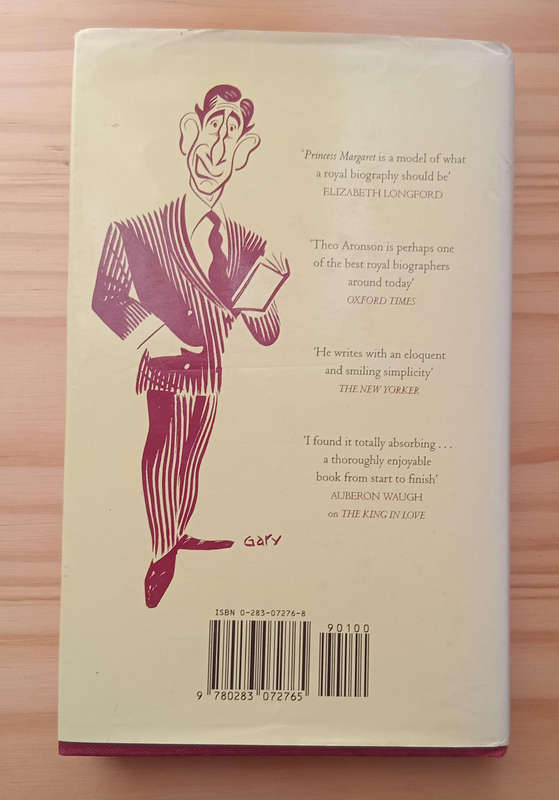 ‘Princess Margaret is a model of what
a royal biography should be’
ELIZABETH LONGFORD
‘Theo Aronson is perhaps one
of the best royal biographers
around today’
OXFORD TIMES
‘He writes with an eloquent
and smiling simplicity’
THE NEW YORKER
‘I found it totally absorbing . . .
a thoroughly enjoyable
book from start to finish’
AUBERON WAUGH
on THE KING IN LOVE
Gary
ISBN 0-283-07276-8
90100
9 780283 072765